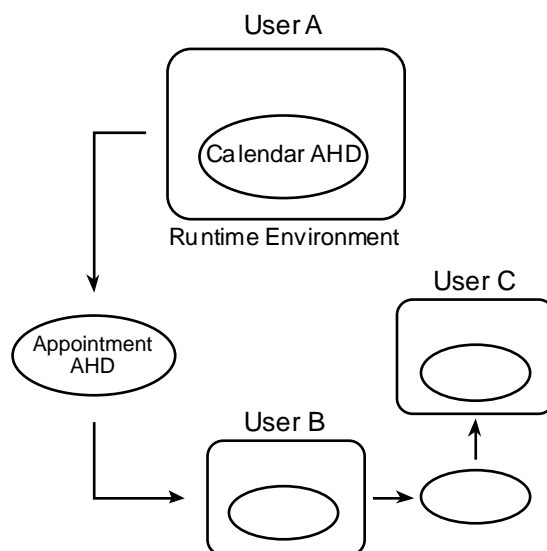 User A
Calendar AHD
Runtime Environment
User C
Appointment
AHD
User B